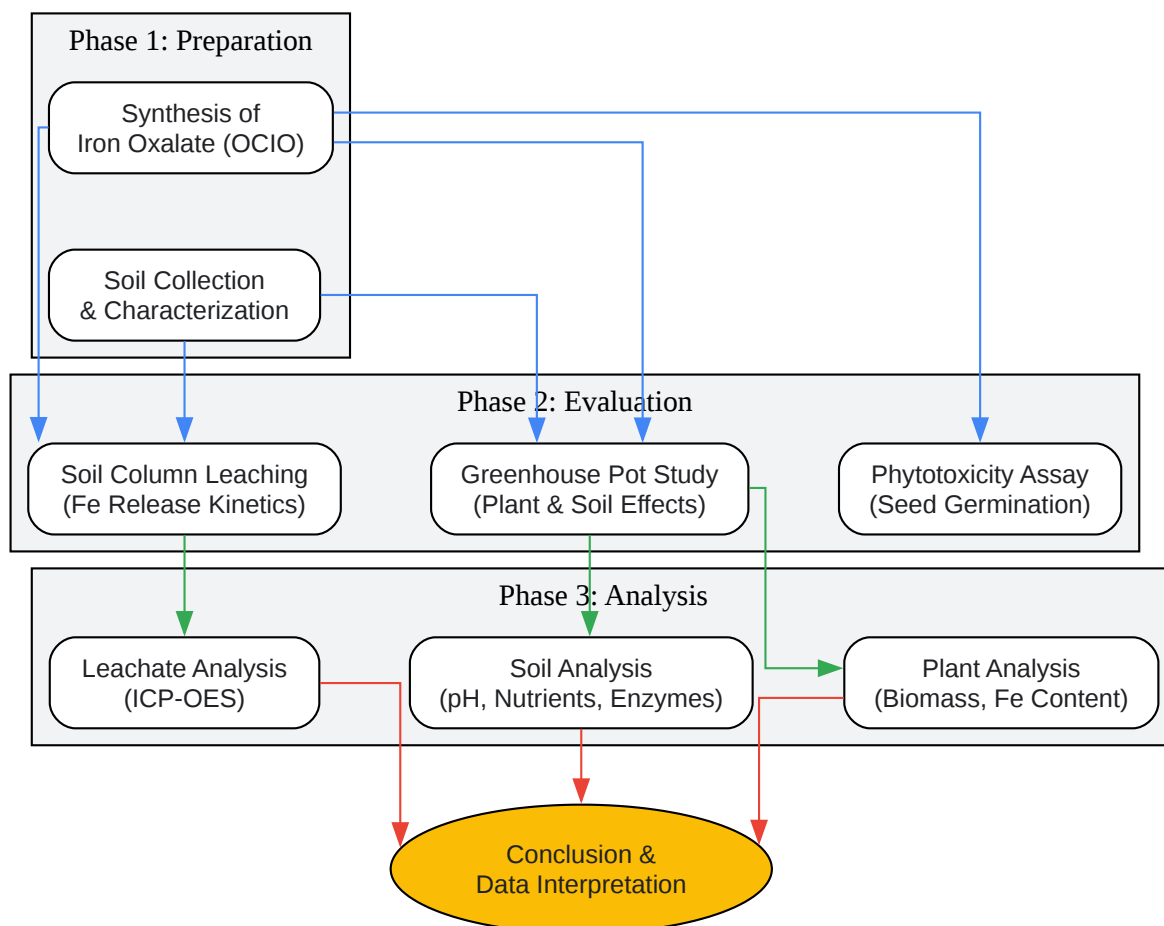 Phase 1: Preparation
Synthesis of
Iron Oxalate (OCIO)
Soil Collection
& Characterization
Phase 2: Evaluation
Soil Column Leaching
(Fe Release Kinetics)
Greenhouse Pot Study
(Plant & Soil Effects)
Phytotoxicity Assay
(Seed Germination)
Phase 3: Analysis
Leachate Analysis
(ICP-OES)
Soil Analysis
(pH, Nutrients, Enzymes)
Plant Analysis
(Biomass, Fe Content)
Conclusion &
Data Interpretation